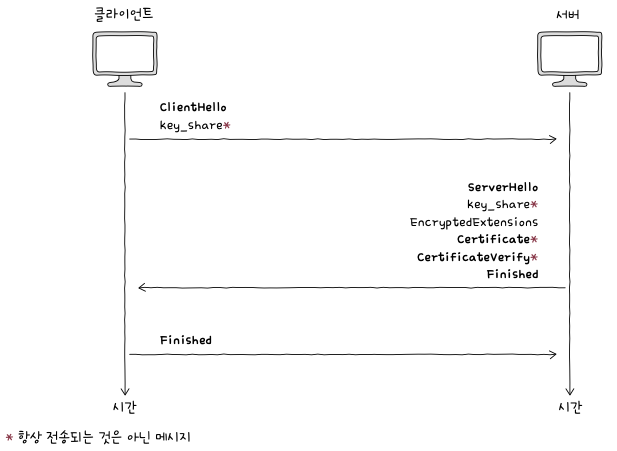 클라이언트
서버
ClientHello
key_share*
ServerHello
key_share*
EncryptedExtensions
Certificate*
CertificateVerify*
Finished
Finished
시간
시간
* 항상 전송되는 것은 아닌 메시지